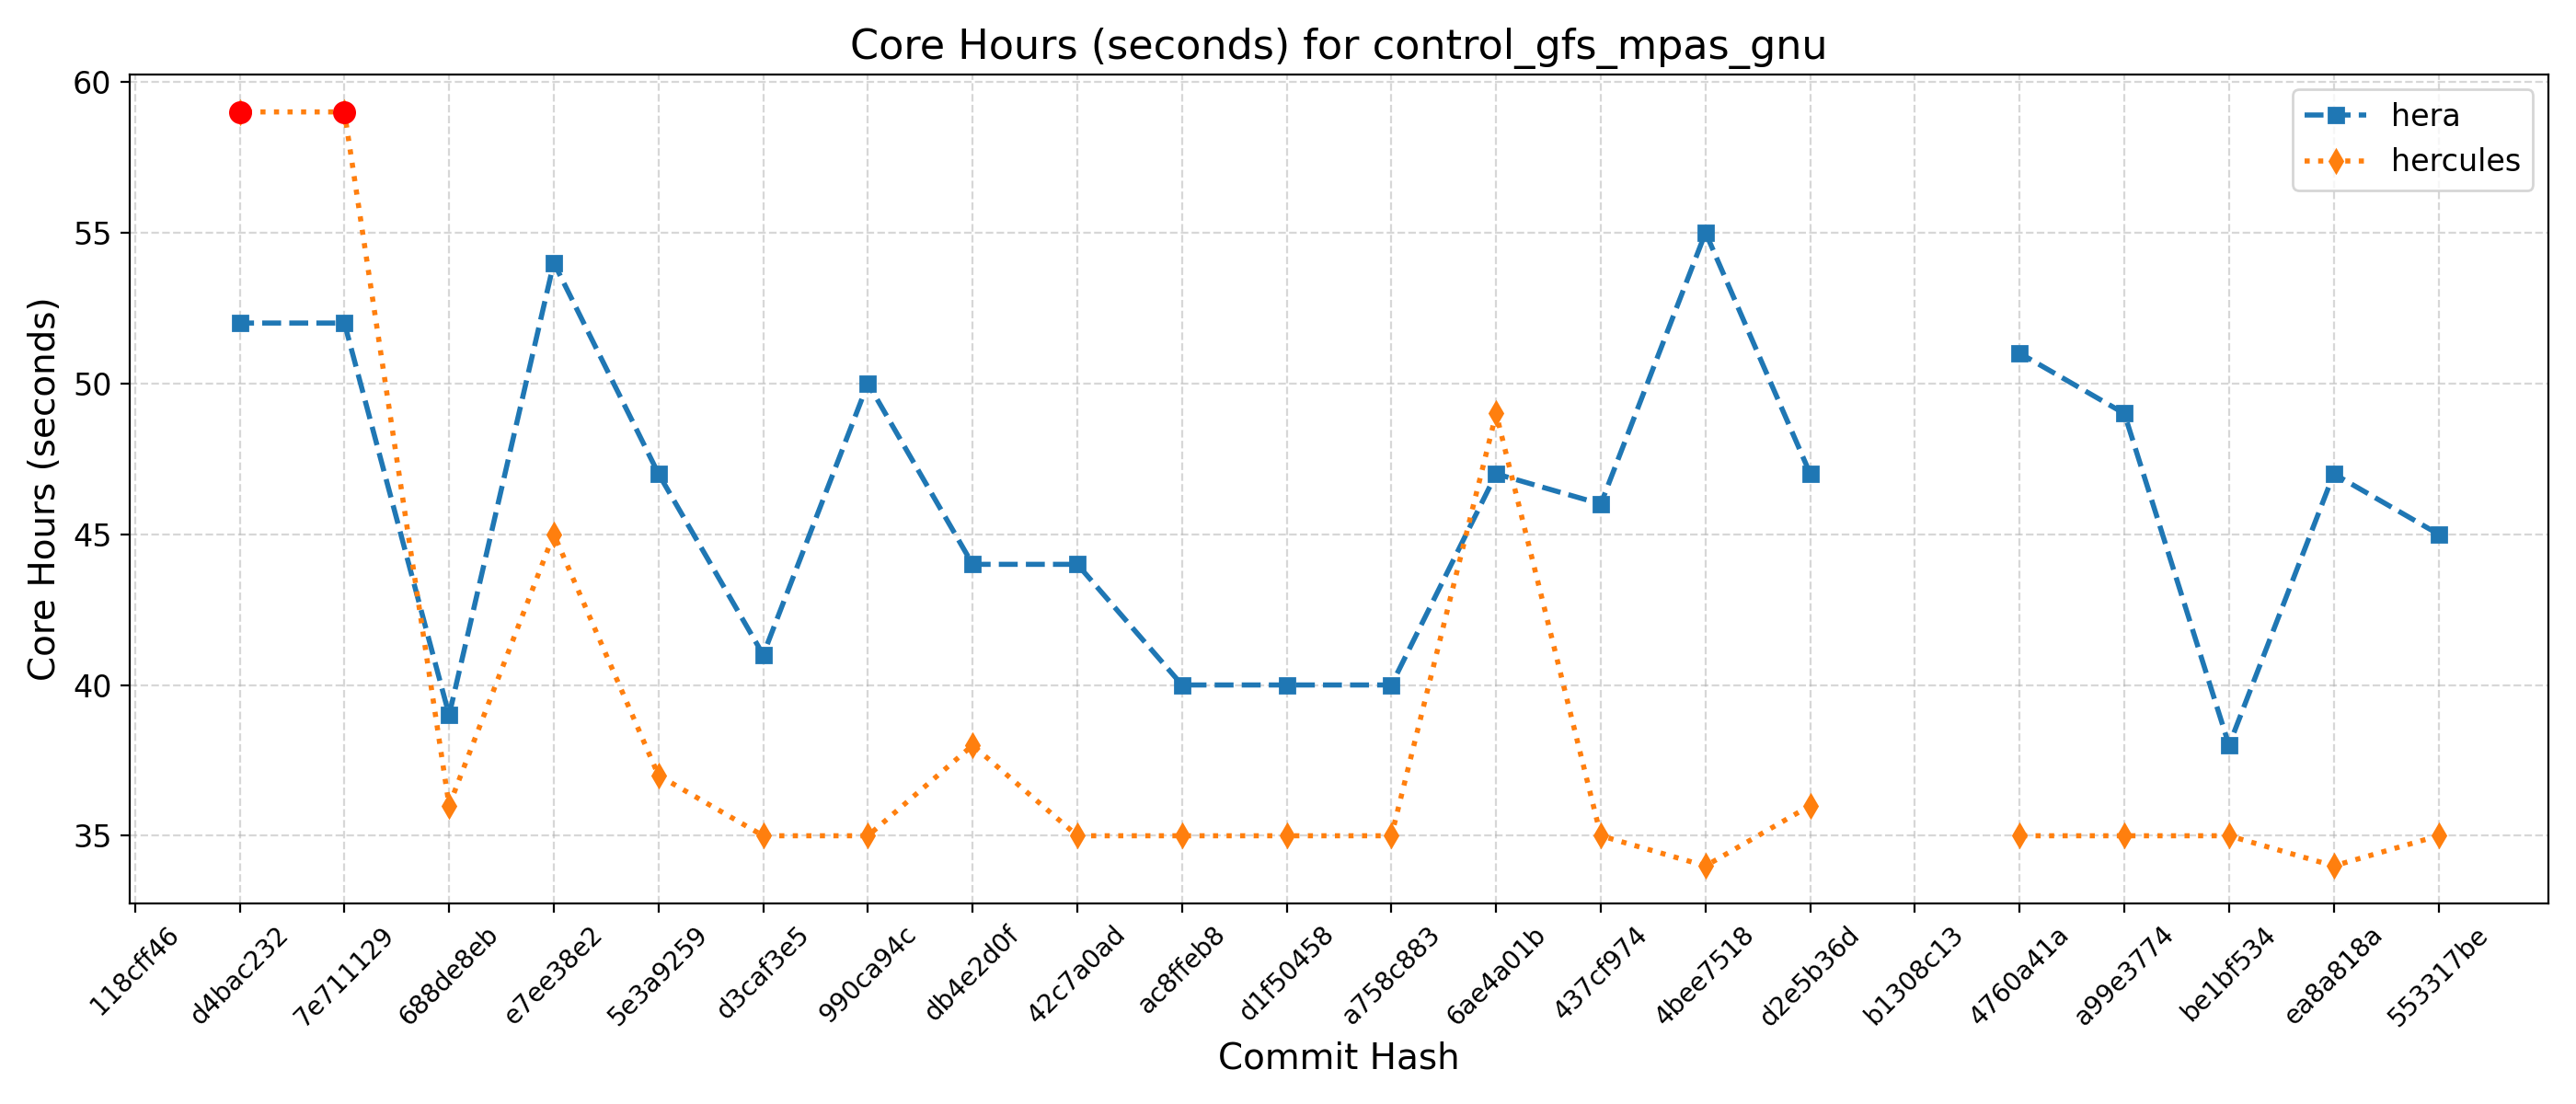 Core Hours (seconds) for control_gfs_mpas_gnu
hera
hercules
Core Hours (seconds)
60
55
50
45
40
35
118cff46
d4bac232
7e711129
688de8eb
e7ee38e2
5e3a9259
d3caf3e5
990ca94c
db4e2d0f
42c7a0ad
ac8ffeb8
d1f50458
a758c883
6ae4a01b
437cf974
4bee7518
d2e5b36d
b1308c13
4760a41a
a99e3774
be1bf534
ea8a818a
553317be
Commit Hash